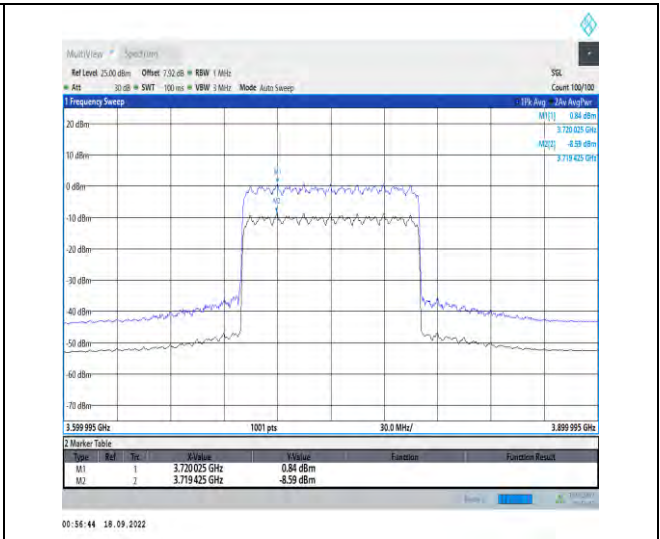 MultiView Spectrum
Ref Level 25.00 dBm Offset 7.92 dB RBW 1 MHz SGL
Att 30 dB SWT 100 ms VBW 3 MHz Mode Auto Sweep Count 100/100
1 Frequency Sweep 1Pk Avg 2Av AvgPwr
M1[1] 0.84 dBm
3.720 025 GHz
M2[2] -8.59 dBm
3.719 425 GHz
20 dBm
10 dBm
0 dBm
M1
M2
-10 dBm
-20 dBm
-30 dBm
-40 dBm
-50 dBm
-60 dBm
-70 dBm
3.599 995 GHz 1001 pts 30.0 MHz/ 3.899 995 GHz
2 Marker Table
Type Ref Trc X-Value Y-Value Function Function Result
M1 1 3.720 025 GHz 0.84 dBm
M2 2 3.719 425 GHz -8.59 dBm
00:56:44 18.09.2022